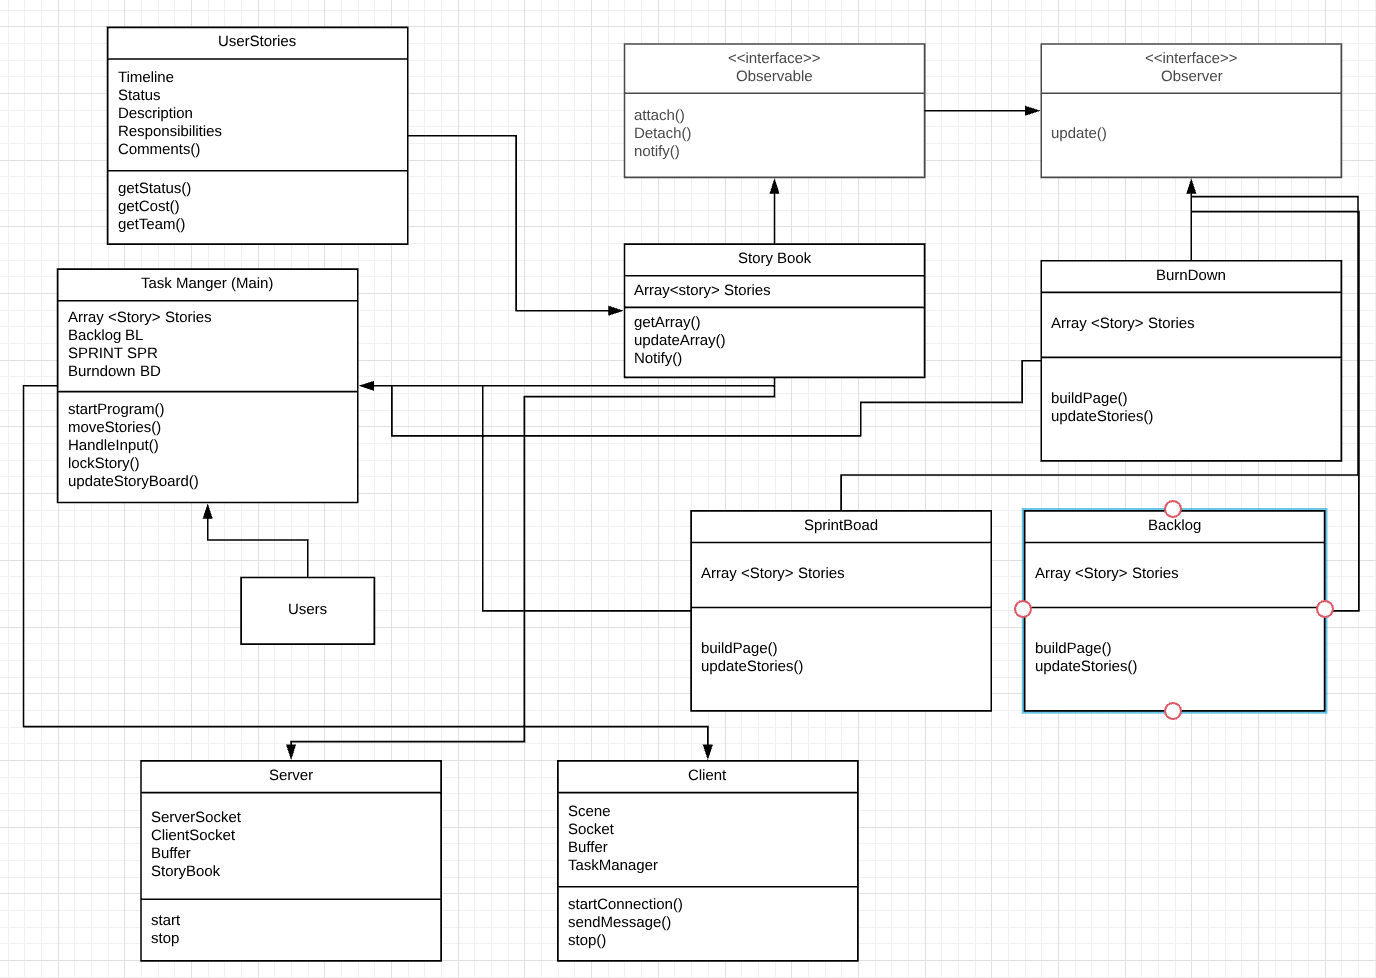 UserStories
Timeline
Status
Description
Responsibilities
Comments()
getStatus()
getCost()
getTeam()
<<interface>>
Observable
attach()
Detach()
notify()
<<interface>>
Observer
update()
Task Manger (Main)
Array <Story> Stories
Backlog BL
SPRINT SPR
Burndown BD
startProgram()
moveStories()
HandleInput()
lockStory()
updateStoryBoard()
Story Book
Array<story> Stories
getArray()
updateArray()
Notify()
BurnDown
Array <Story> Stories
buildPage()
updateStories()
Users
SprintBoad
Array <Story> Stories
buildPage()
updateStories()
Backlog
Array <Story> Stories
buildPage()
updateStories()
Server
ServerSocket
ClientSocket
Buffer
StoryBook
start
stop
Client
Scene
Socket
Buffer
TaskManager
startConnection()
sendMessage()
stop()